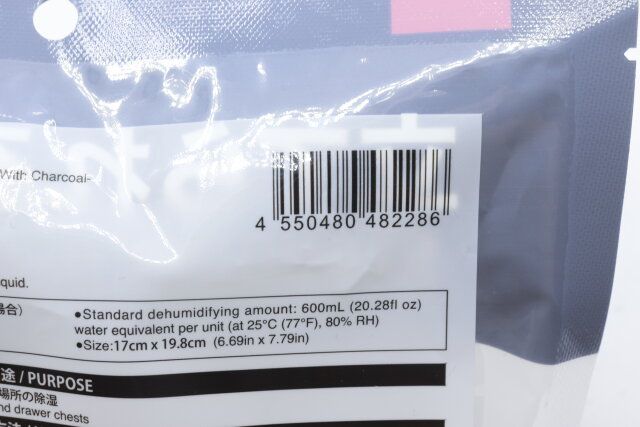 With Charcoal-
4 550480 482286
quid.
場合)
●Standard dehumidifying amount: 600mL (20.28fl oz)
water equivalent per unit (at 25°C (77°F), 80% RH)
●Size:17cm x 19.8cm (6.69in x 7.79in)
途 / PURPOSE
場所の除湿
nd drawer chests